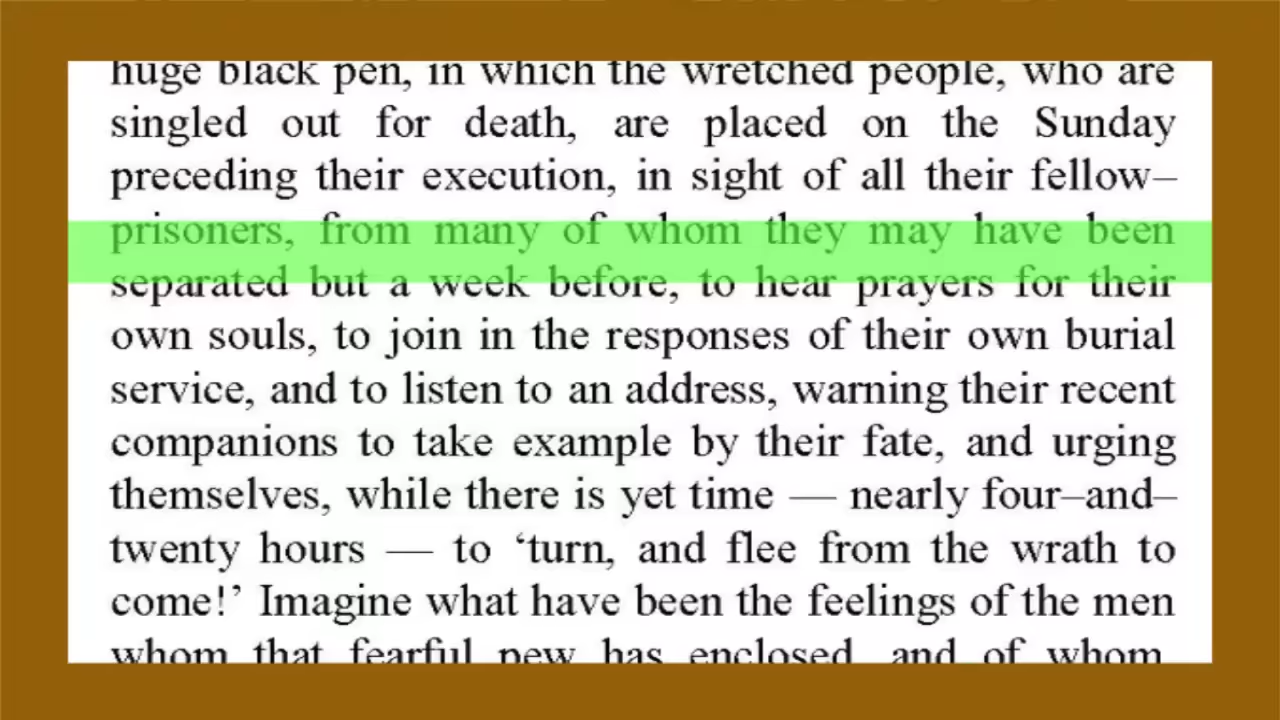 huge black pen, in which the wretched people, who are
singled out for death, are placed on the Sunday
preceding their execution, in sight of all their fellow–
prisoners, from many of whom they may have been
separated but a week before, to hear prayers for their
own souls, to join in the responses of their own burial
service, and to listen to an address, warning their recent
companions to take example by their fate, and urging
themselves, while there is yet time — nearly four–and–
twenty hours — to ‘turn, and flee from the wrath to
come!’ Imagine what have been the feelings of the men
whom that fearful pew has enclosed, and of whom,